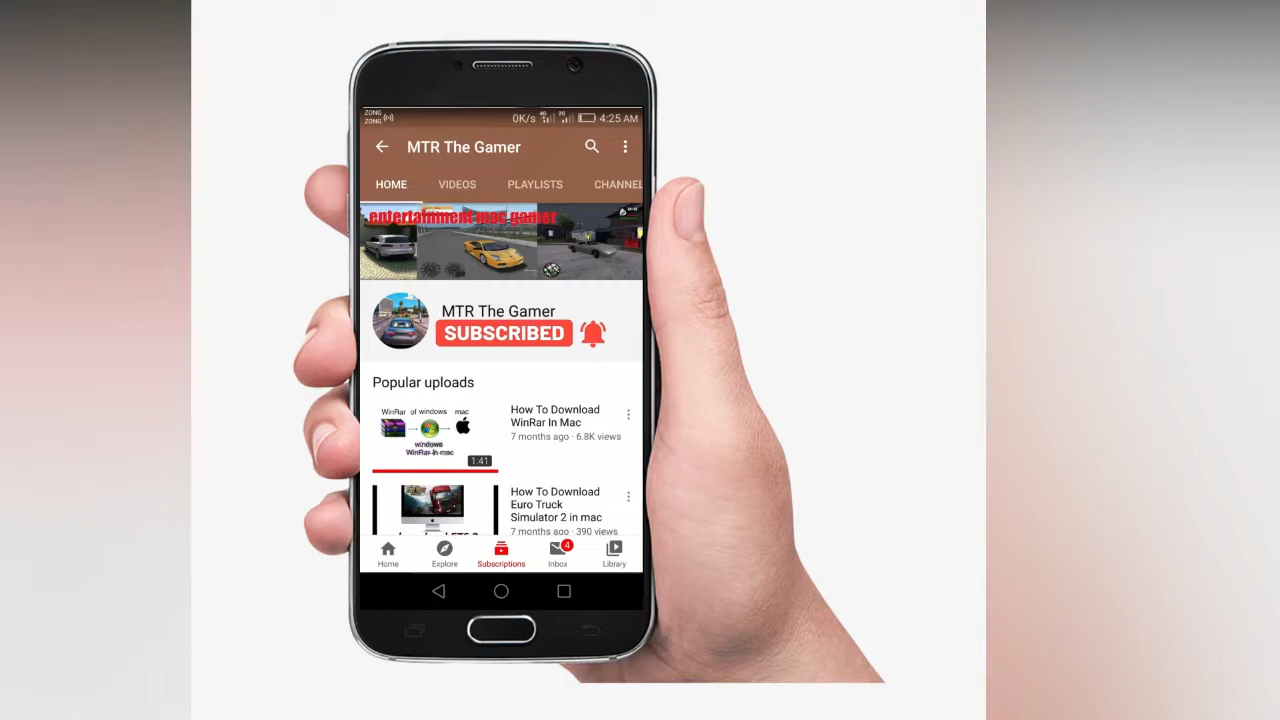 ZONG
ZONG
0K/s 4G 2G 4:25 AM
MTR The Gamer
HOME VIDEOS PLAYLISTS CHANNEL
entertainment mac gamer
MTR The Gamer
SUBSCRIBED
Popular uploads
WinRar of windows mac
windows
WinRar-in-mac
1:41
How To Download
WinRar In Mac
7 months ago · 6.8K views
How To Download
Euro Truck
Simulator 2 in mac
7 months ago · 390 views
4
Home Explore Subscriptions Inbox Library